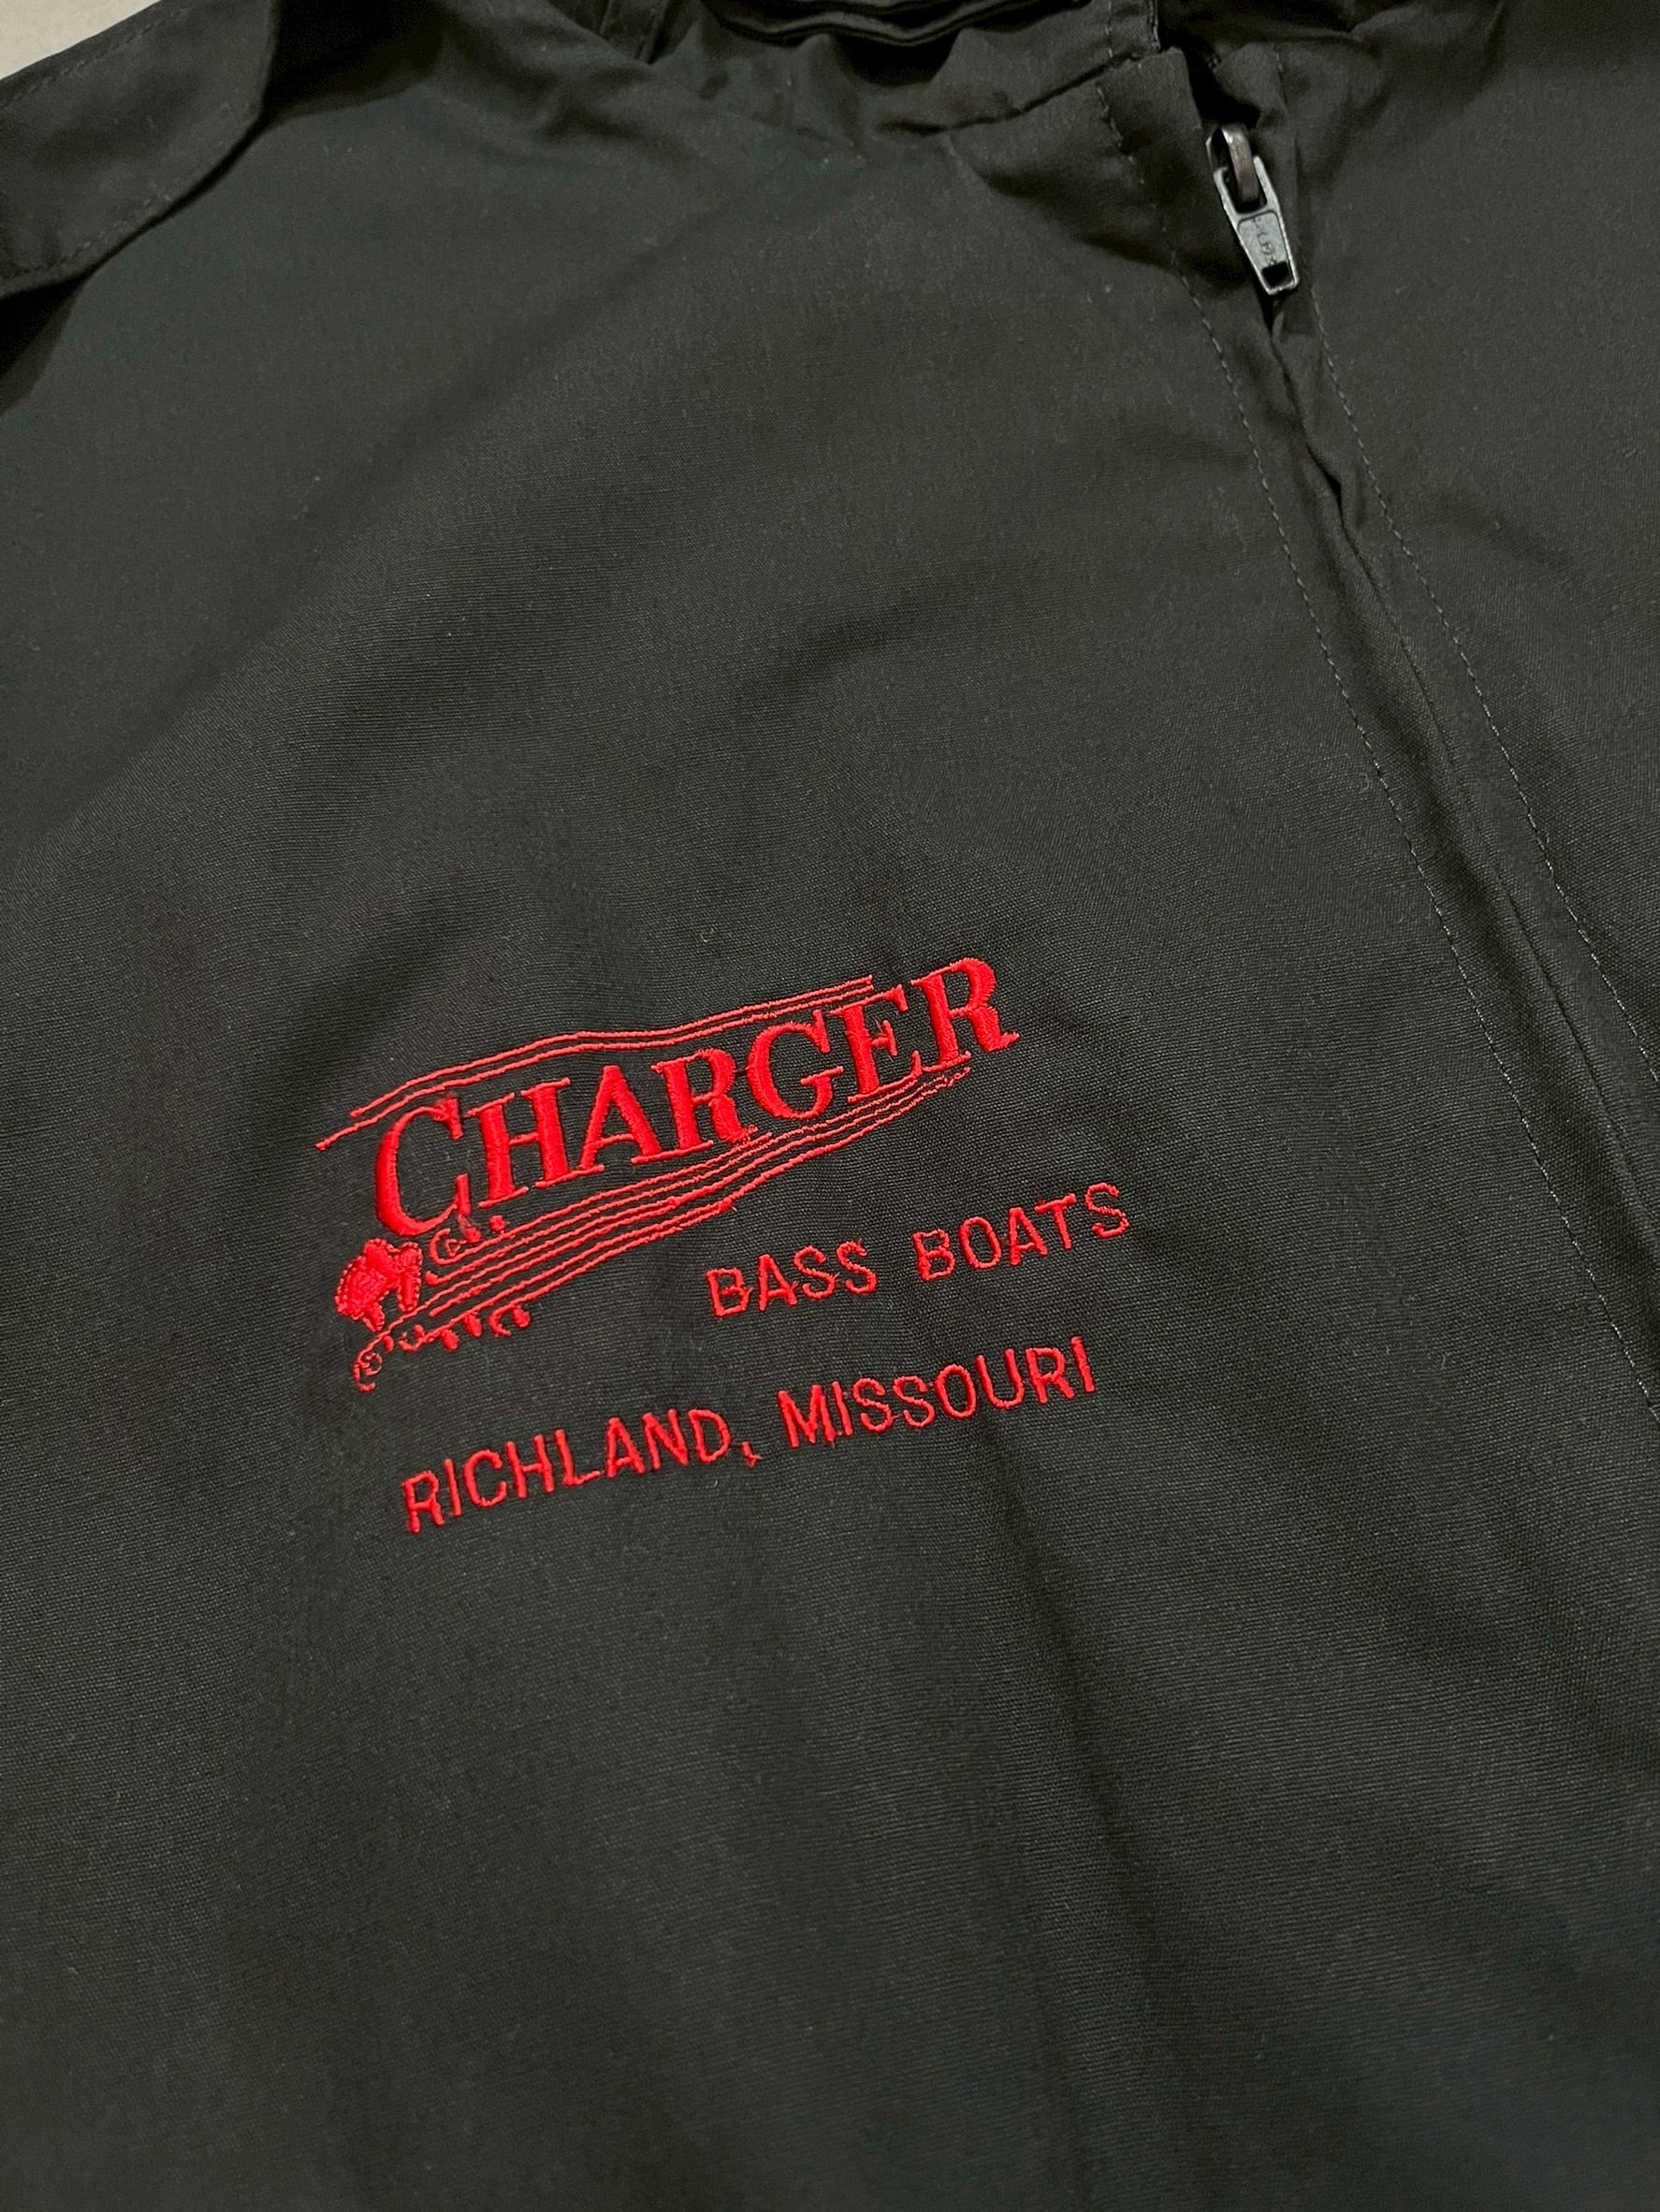 CHARGER
BASS BOATS
RICHLAND, MISSOURI